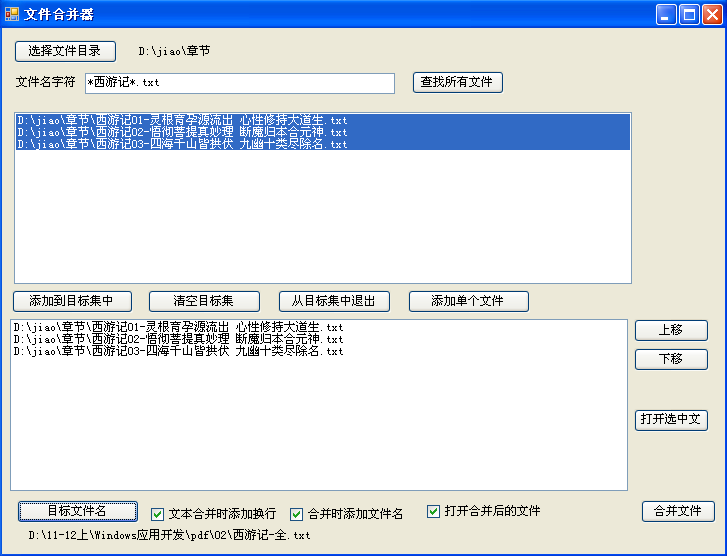 文件合并器
选择文件目录 D:\jiao\章节
文件名字符 *西游记*.txt 查找所有文件
D:\jiao\章节\西游记01-灵根育孕源流出 心性修持大道生.txt
D:\jiao\章节\西游记02-悟彻菩提真妙理 断魔归本合元神.txt
D:\jiao\章节\西游记03-四海千山皆拱伏 九幽十类尽除名.txt
添加到目标集中 清空目标集 从目标集中退出 添加单个文件
D:\jiao\章节\西游记01-灵根育孕源流出 心性修持大道生.txt
D:\jiao\章节\西游记02-悟彻菩提真妙理 断魔归本合元神.txt
D:\jiao\章节\西游记03-四海千山皆拱伏 九幽十类尽除名.txt
上移
下移
打开选中文
目标文件名 文本合并时添加换行 合并时添加文件名 打开合并后的文件 合并文件
D:\11-12上\Windows应用开发\pdf\02\西游记-全.txt